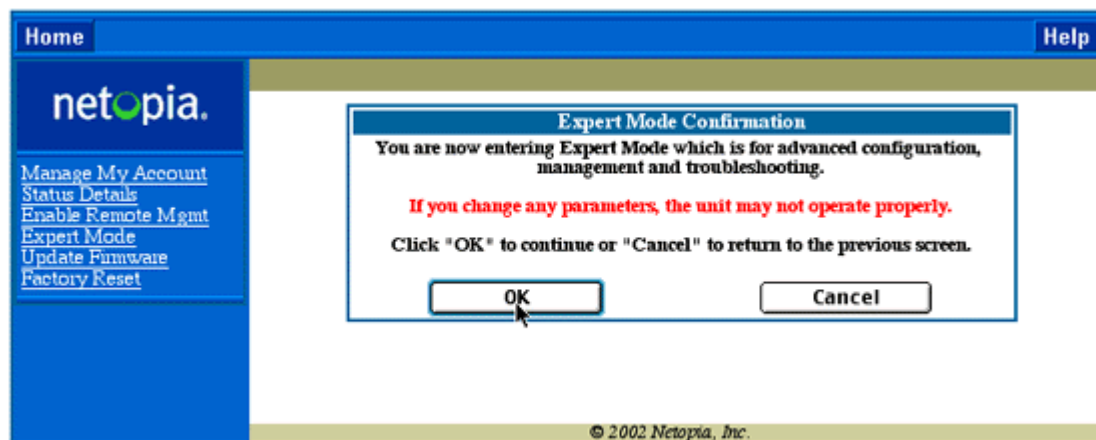 Home
Help
netopia.
Manage My Account
Status Details
Enable Remote Mgmt
Expert Mode
Update Firmware
Factory Reset
Expert Mode Confirmation
You are now entering Expert Mode which is for advanced configuration,
management and troubleshooting.
If you change any parameters, the unit may not operate properly.
Click "OK" to continue or "Cancel" to return to the previous screen.
OK
Cancel
© 2002 Netopia, Inc.